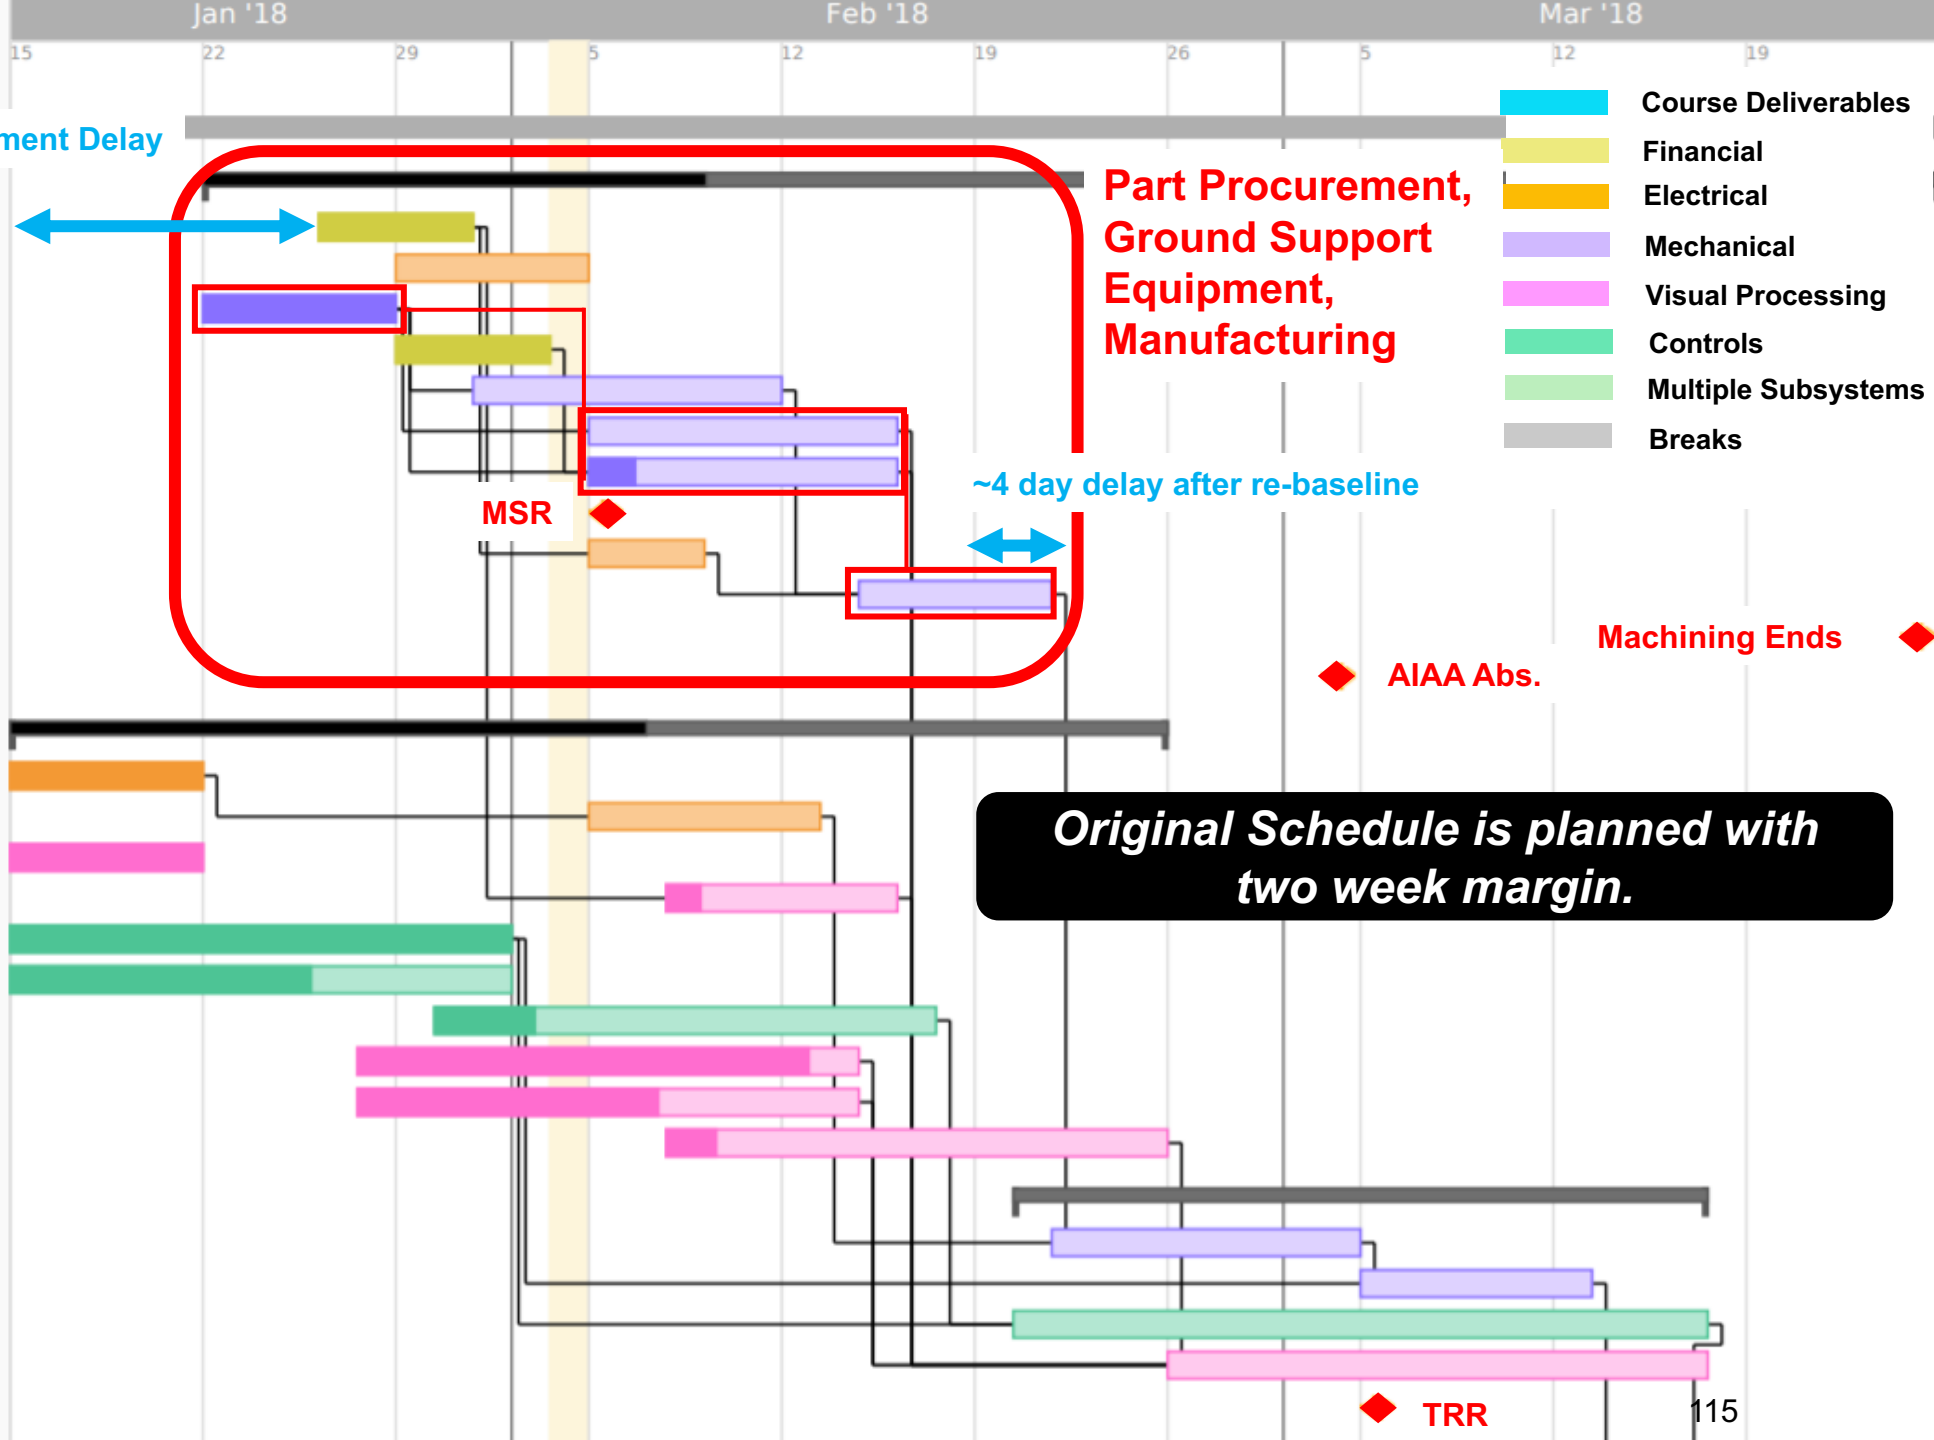 Jan '18 Feb '18 Mar '18
15 22 29 5 12 19 26 5 12 19
Course Deliverables
ment Delay
Financial
Part Procurement,
Ground Support
Equipment,
Manufacturing
Electrical
Mechanical
Visual Processing
Controls
Multiple Subsystems
Breaks
~4 day delay after re-baseline
MSR
Machining Ends
AIAA Abs.
Original Schedule is planned with
two week margin.
TRR
115